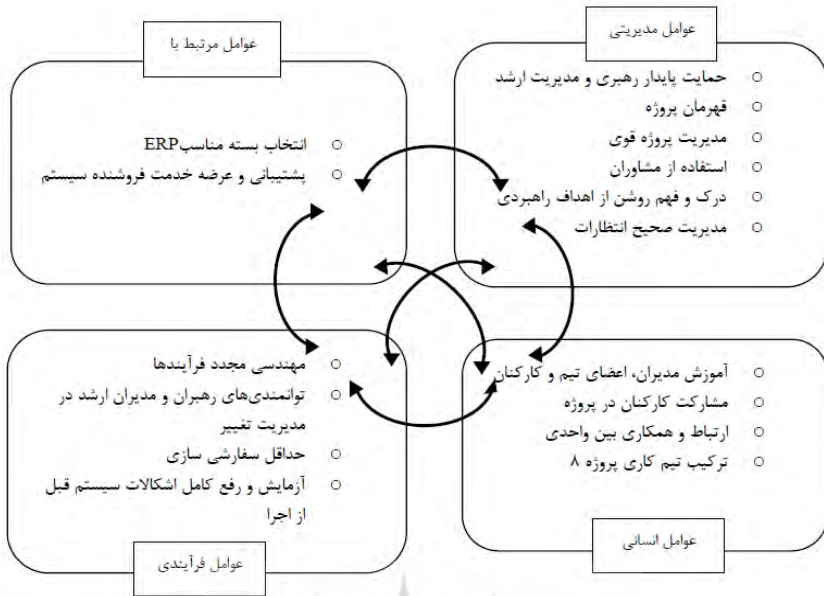 عوامل مدیریتی
حمایت پایدار رهبری و مدیریت ارشد
قهرمان پروژه
مدیریت پروژه قوی
استفاده از مشاوران
درک و فهم روشن از اهداف راهبردی
مدیریت صحیح انتظارات
عوامل مرتبط با
انتخاب بسته مناسبERP
پشتیبانی و عرضه خدمت فروشنده سیستم
آموزش مدیران، اعضای تیم و کارکنان
مشارکت کارکنان در پروژه
ارتباط و همکاری بین واحدی
ترکیب تیم کاری پروژه ۸
عوامل انسانی
مهندسی مجدد فرآیندها
توانمندی‌های رهبران و مدیران ارشد در
مدیریت تغییر
حداقل سفارشی سازی
آزمایش و رفع کامل اشکالات سیستم قبل
از اجرا
عوامل فرآیندی